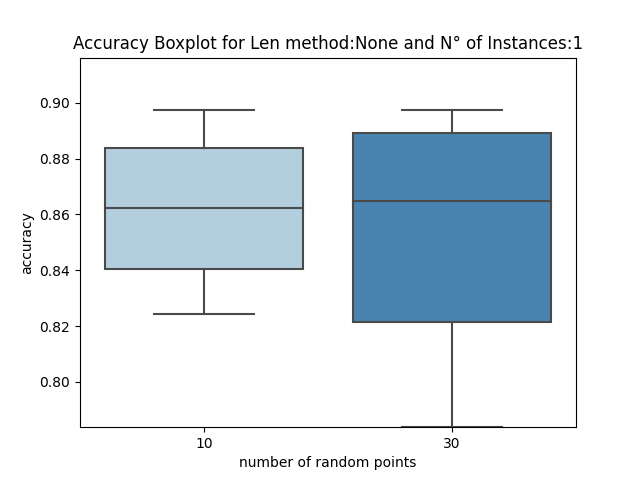 Accuracy Boxplot for Len method:None and N° of Instances:1
0.90
0.88
0.86
0.84
0.82
0.80
accuracy
10
30
number of random points